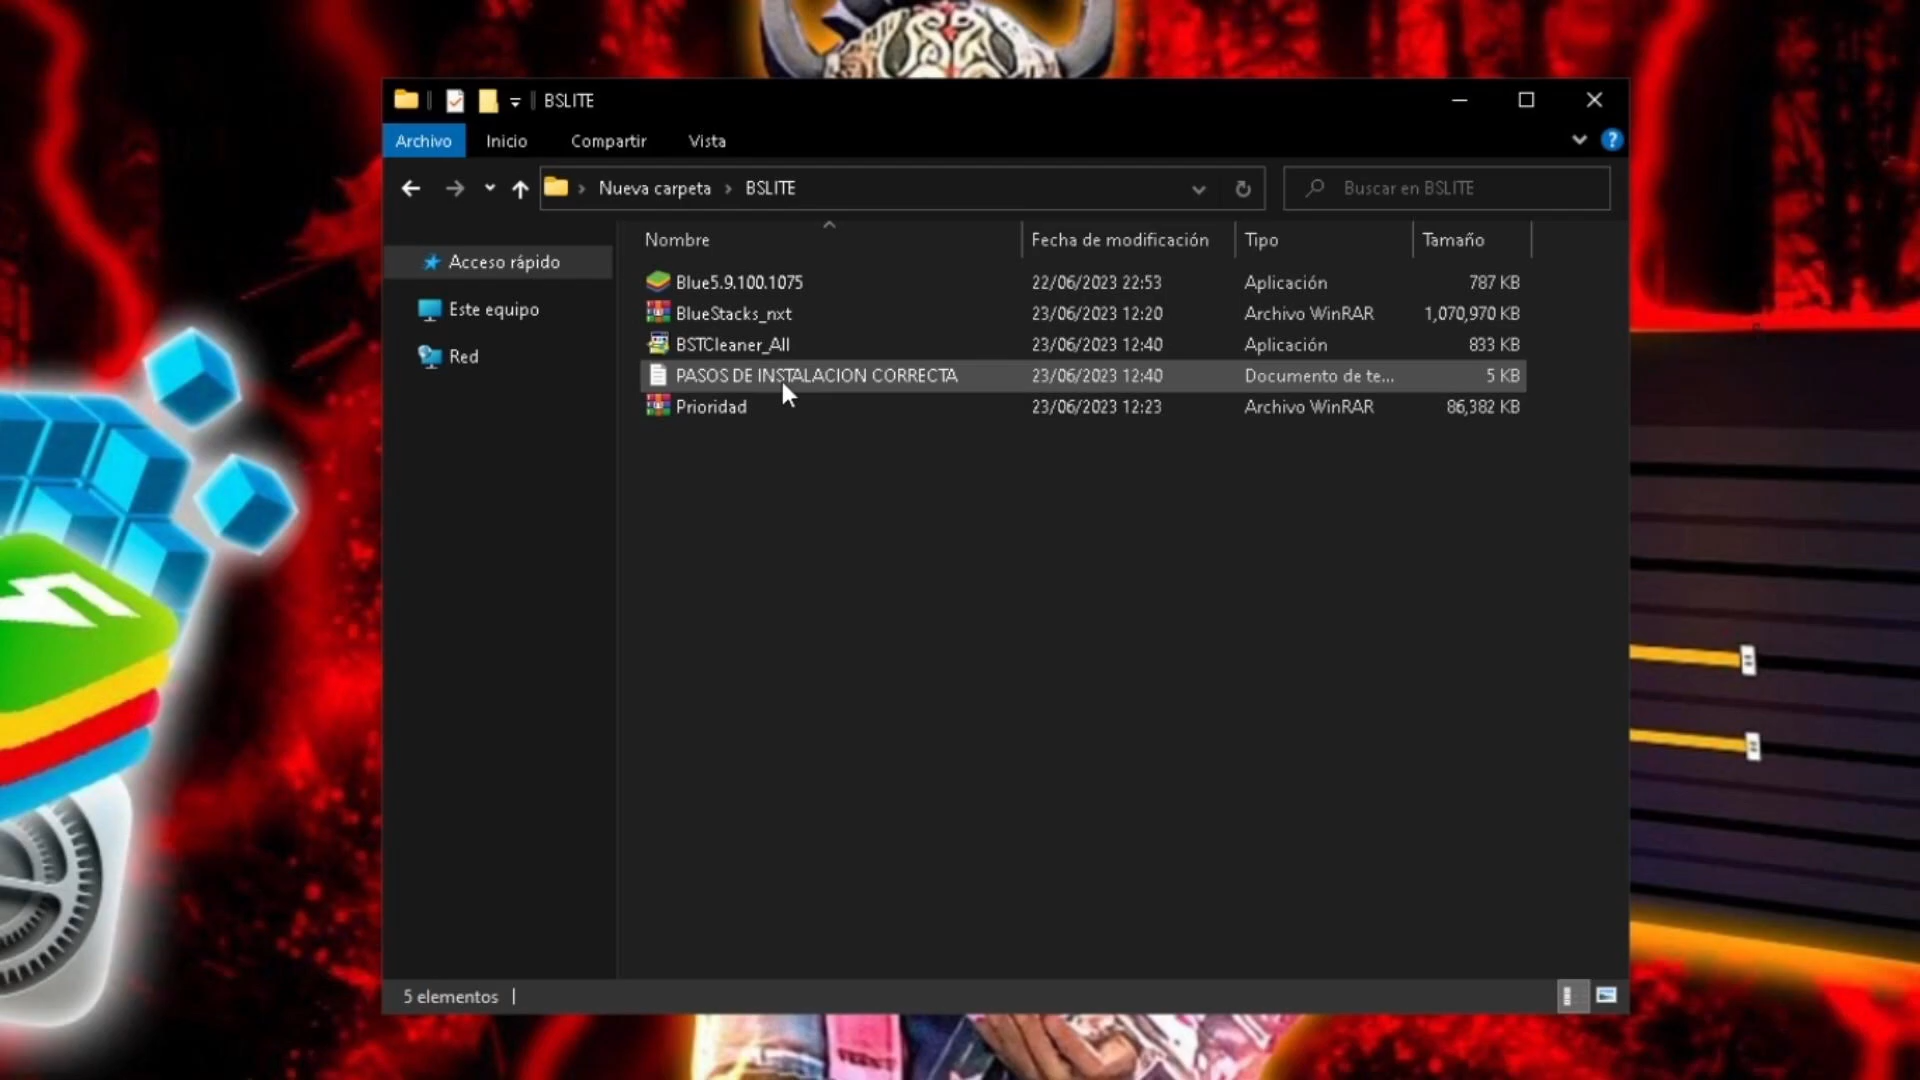 BSLITE
Archivo Inicio Compartir Vista
Nueva carpeta BSLITE Buscar en BSLITE
Nombre Fecha de modificación Tipo Tamaño
Acceso rápido
Este equipo
Red
Blue5.9.100.1075 22/06/2023 22:53 Aplicación 787 KB
BlueStacks_nxt 23/06/2023 12:20 Archivo WinRAR 1,070,970 KB
BSTCleaner_All 23/06/2023 12:40 Aplicación 833 KB
PASOS DE INSTALACION CORRECTA 23/06/2023 12:40 Documento de te... 5 KB
Prioridad 23/06/2023 12:23 Archivo WinRAR 86,382 KB
5 elementos